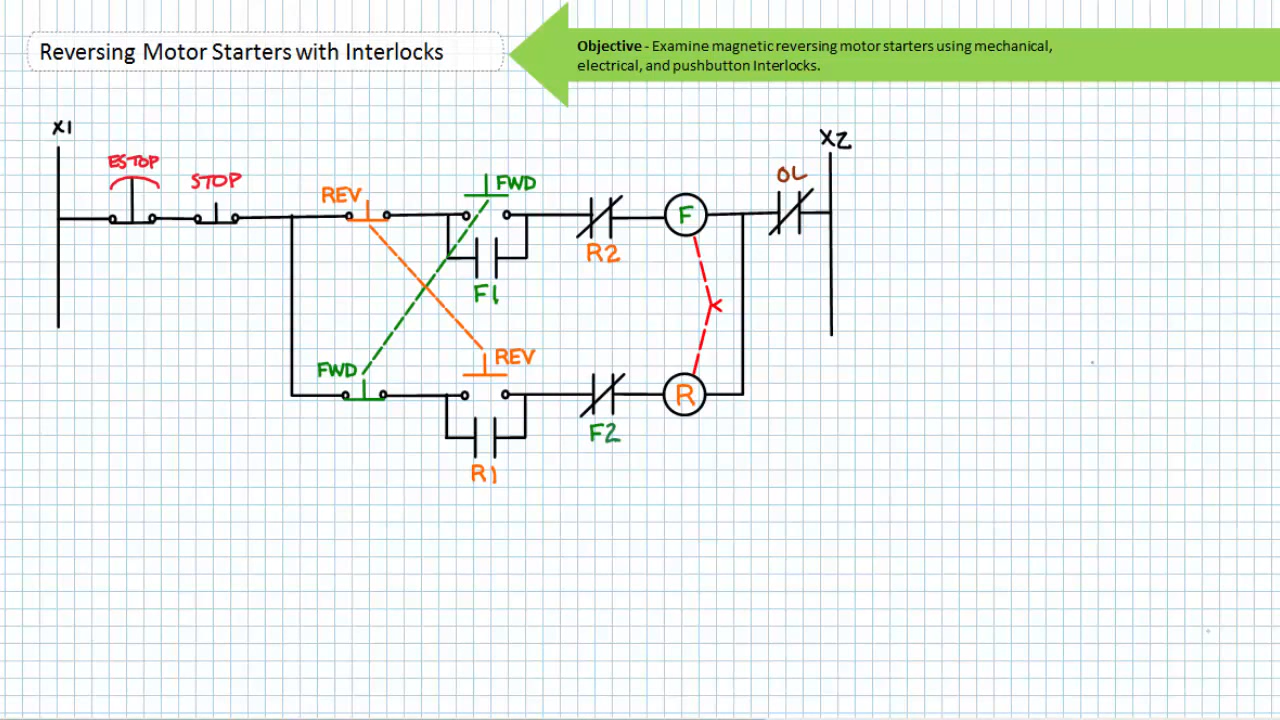 Reversing Motor Starters with Interlocks
Objective - Examine magnetic reversing motor starters using mechanical,
electrical, and pushbutton Interlocks.
X1
X2
ESTOP
STOP
REV
FWD
OL
F
R2
F1
FWD
REV
R
F2
R1